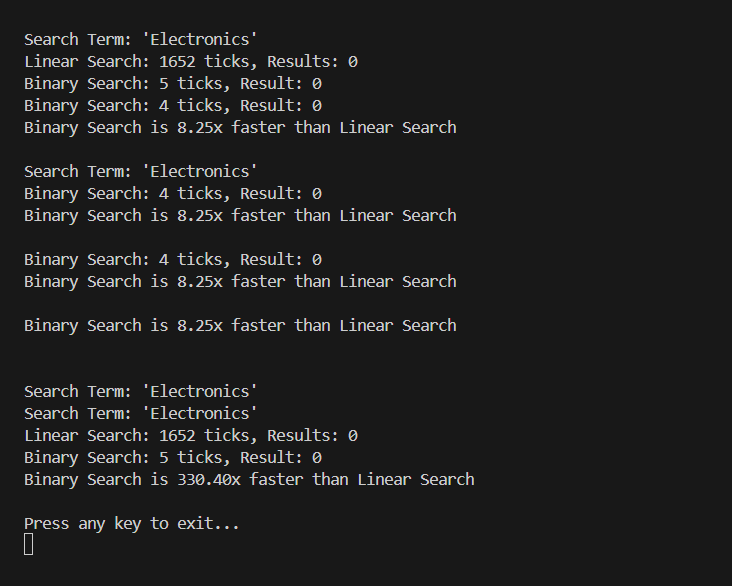 Search Term: 'Electronics'
Linear Search: 1652 ticks, Results: 0
Binary Search: 5 ticks, Result: 0
Binary Search: 4 ticks, Result: 0
Binary Search is 8.25x faster than Linear Search
Search Term: 'Electronics'
Binary Search: 4 ticks, Result: 0
Binary Search is 8.25x faster than Linear Search
Binary Search: 4 ticks, Result: 0
Binary Search is 8.25x faster than Linear Search
Binary Search is 8.25x faster than Linear Search
Search Term: 'Electronics'
Search Term: 'Electronics'
Linear Search: 1652 ticks, Results: 0
Binary Search: 5 ticks, Result: 0
Binary Search is 330.40x faster than Linear Search
Press any key to exit...